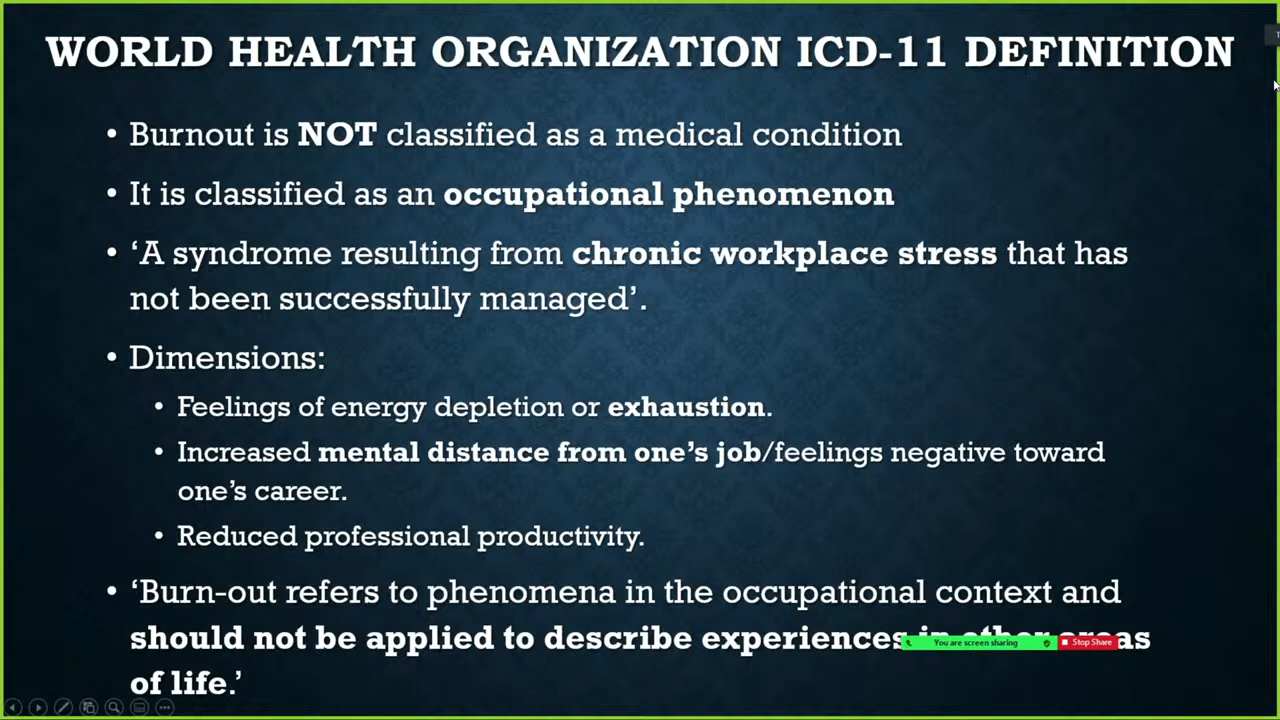 WORLD HEALTH ORGANIZATION ICD-11 DEFINITION
• Burnout is NOT classified as a medical condition
• It is classified as an occupational phenomenon
• ‘A syndrome resulting from chronic workplace stress that has
not been successfully managed’.
• Dimensions:
• Feelings of energy depletion or exhaustion.
• Increased mental distance from one’s job/feelings negative toward
one’s career.
• Reduced professional productivity.
• ‘Burn-out refers to phenomena in the occupational context and
should not be applied to describe experiences in other areas
of life.’
You are screen sharing
Stop Share